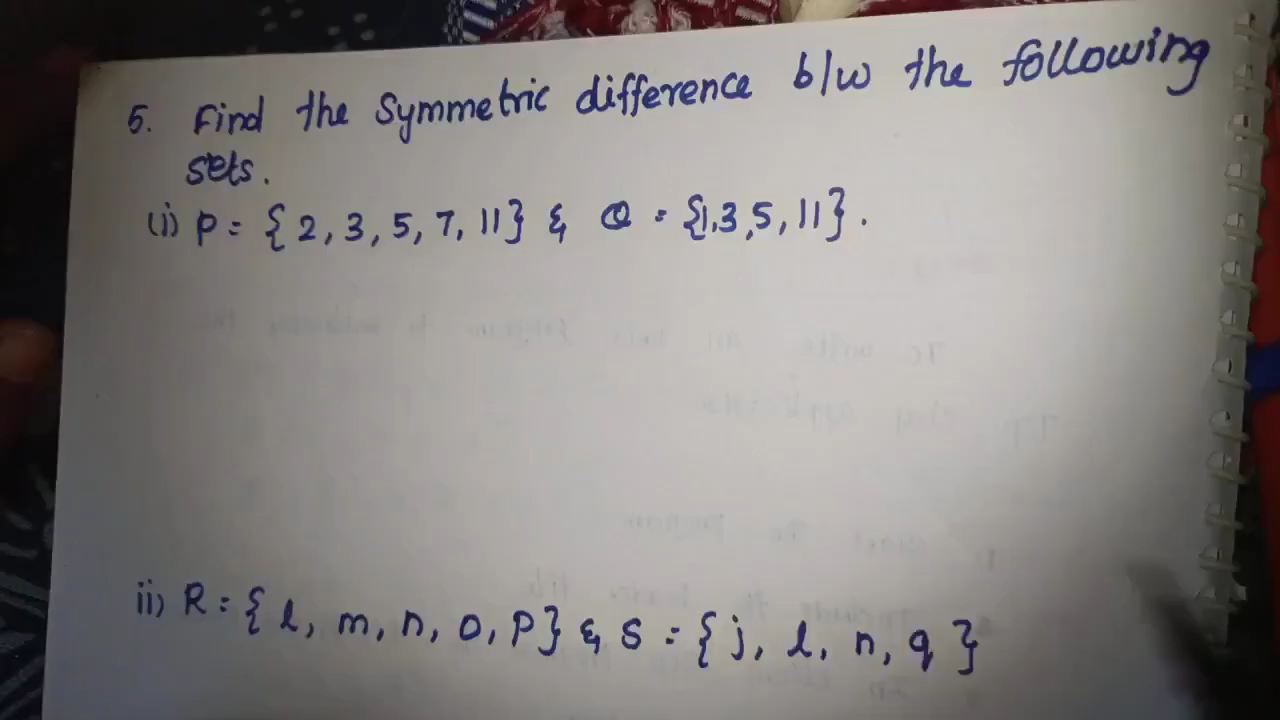 5. Find the Symmetric difference b/w the following
sets.
(i) P = { 2, 3, 5, 7, 11} & Q = {1,3,5, 11}.
ii) R = { l, m, n, o, p} & S = { j, l, n, q }